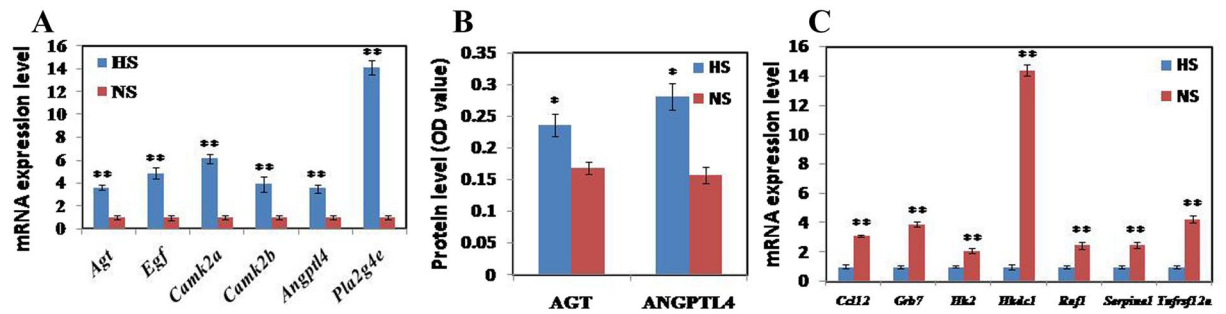 A
mRNA expression level
16
14
12
10
8
6
4
2
0
HS
NS
**
**
**
**
**
**
Agt
Egf
Camk2a
Camk2b
Angptl4
Pla2g4e
B
Protein level (OD value)
0.35
0.3
0.25
0.2
0.15
0.1
0.05
0
HS
NS
*
*
AGT
ANGPTL4
C
mRNA expression level
16
14
12
10
8
6
4
2
0
HS
NS
**
**
**
**
**
**
**
Ccl12
Grb7
Hk2
Hkdc1
Raf1
Serpina1
Tnfrsf12a